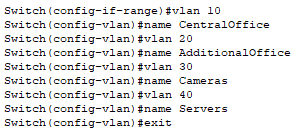 Switch(config-if-range)#vlan 10
Switch(config-vlan)#name CentralOffice
Switch(config-vlan)#vlan 20
Switch(config-vlan)#name AdditionalOffice
Switch(config-vlan)#vlan 30
Switch(config-vlan)#name Cameras
Switch(config-vlan)#vlan 40
Switch(config-vlan)#name Servers
Switch(config-vlan)#exit